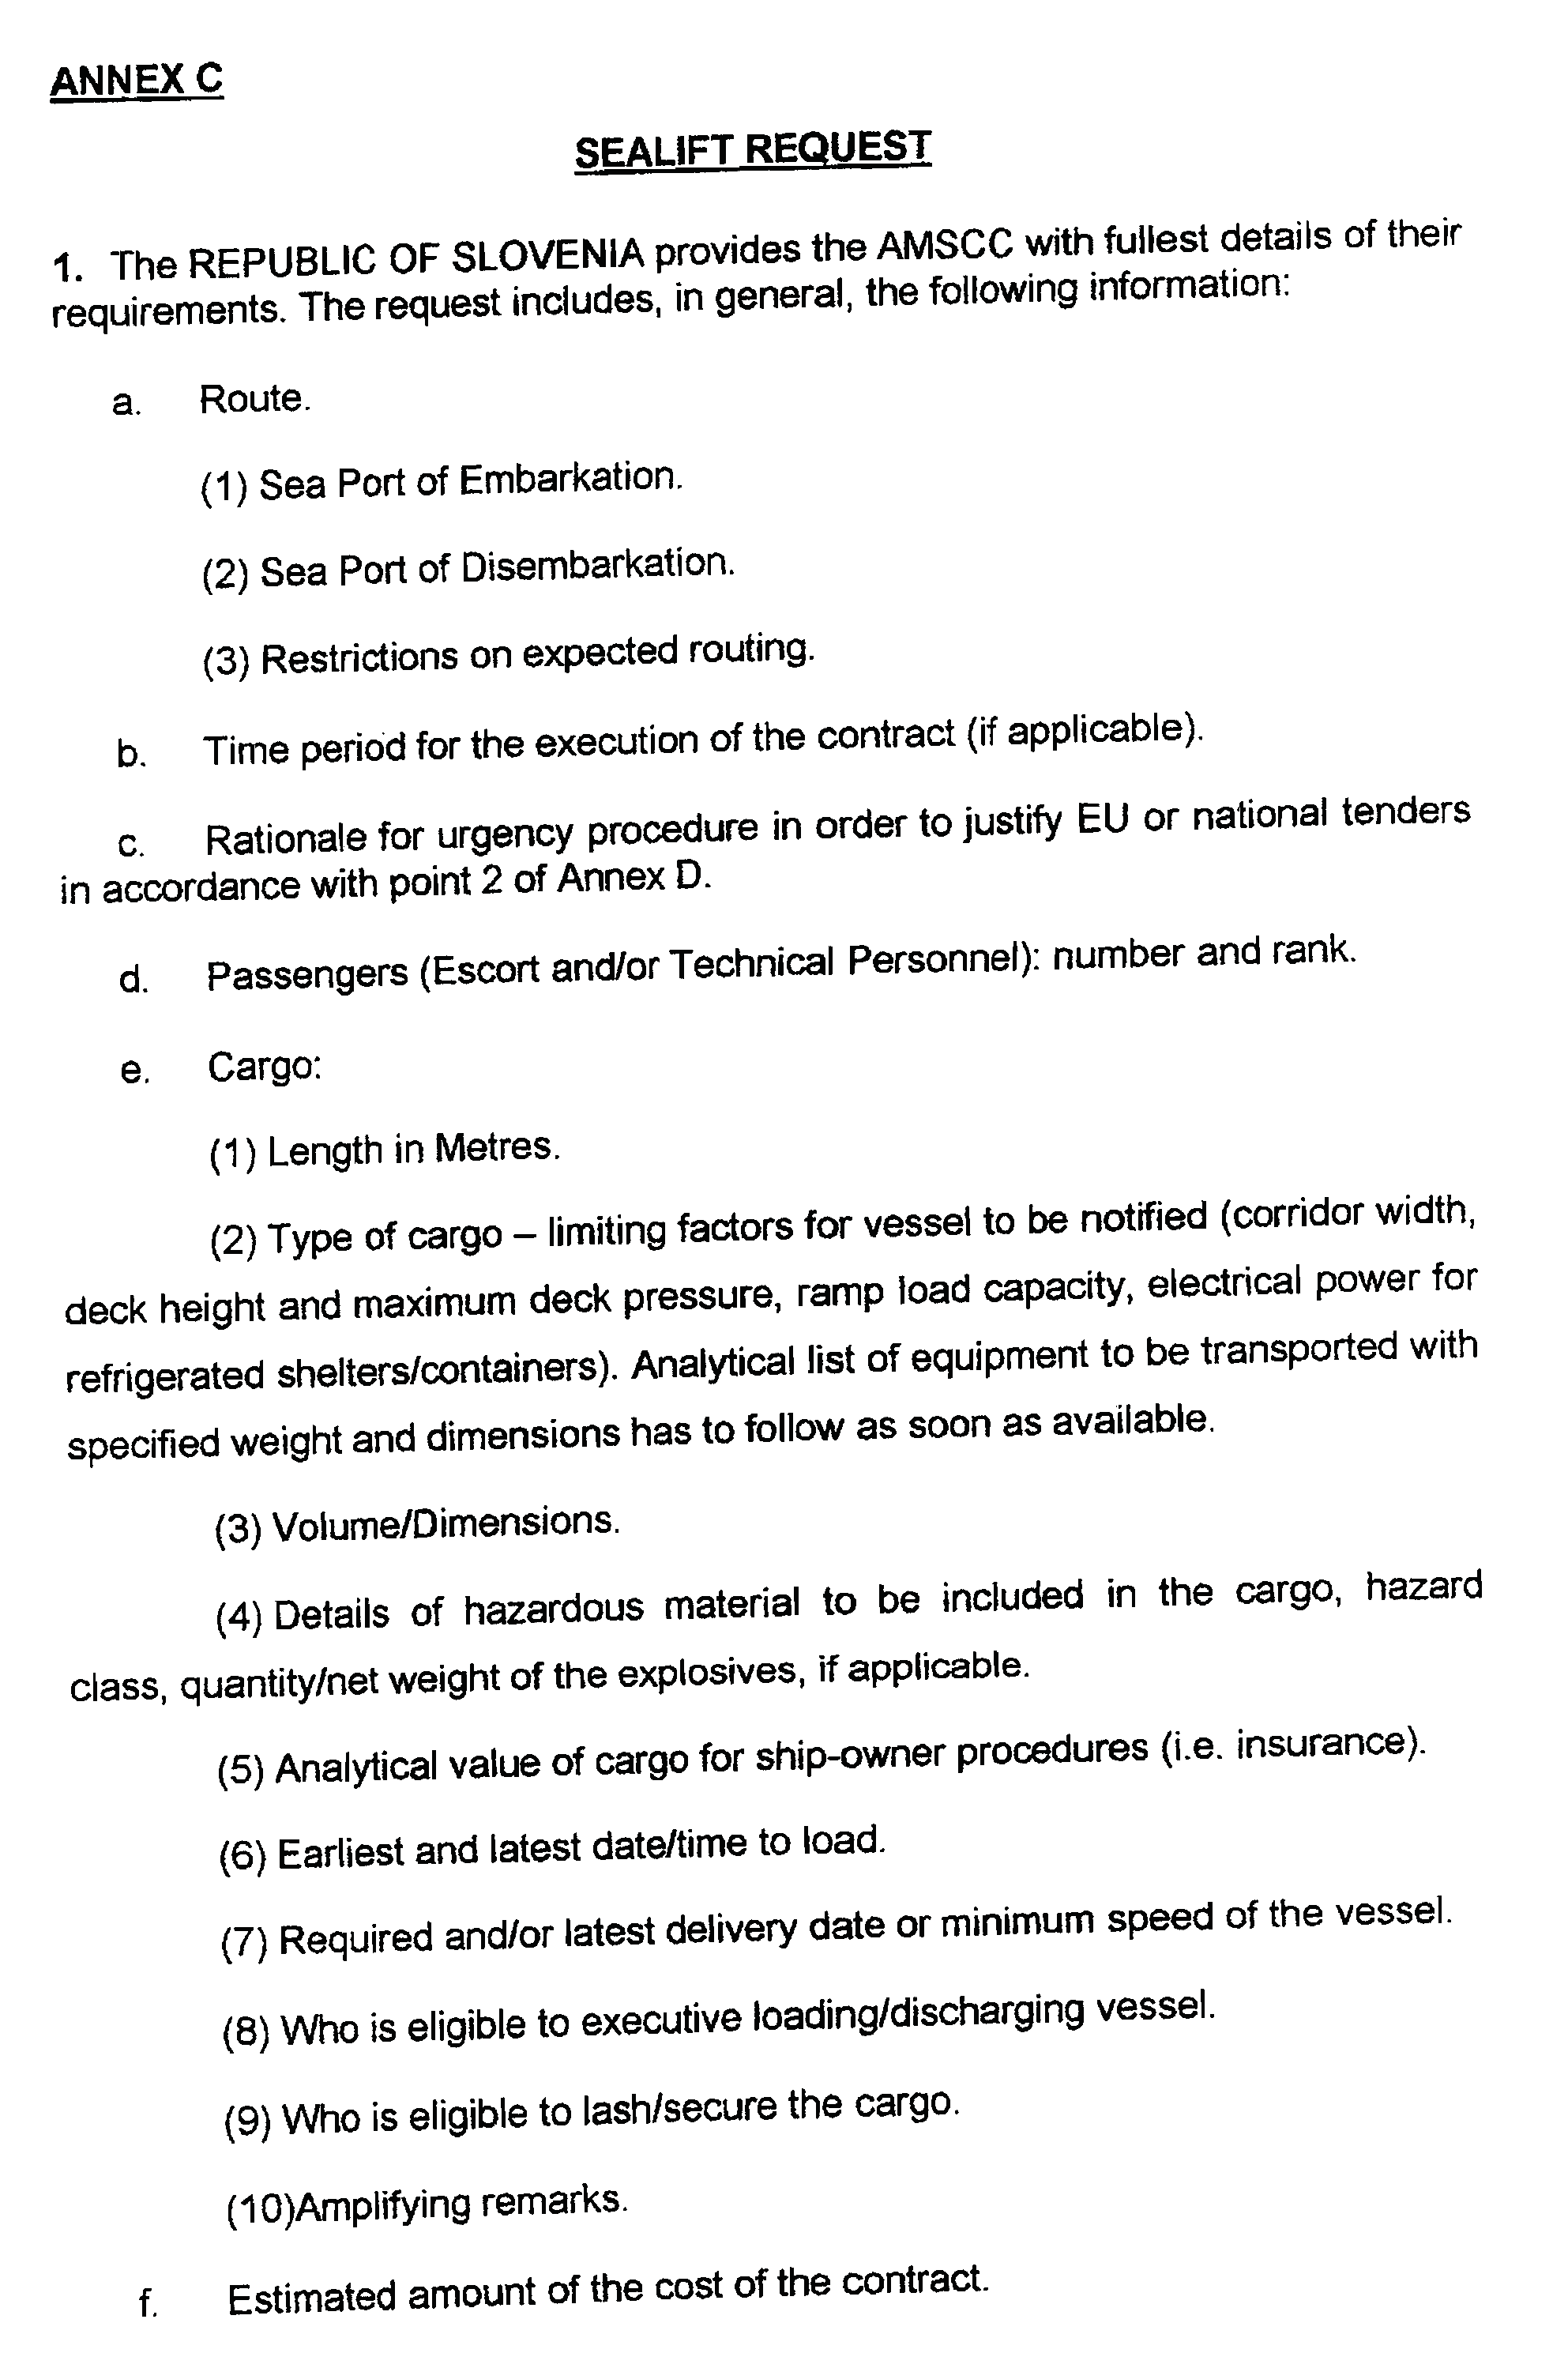 ANNEX C
SEALIFT REQUEST
1. The REPUBLIC OF SLOVENIA provides the AMSCC with fullest details of their
requirements. The request includes, in general, the following information:
a. Route.
(1) Sea Port of Embarkation.
(2) Sea Port of Disembarkation.
(3) Restrictions on expected routing.
b. Time period for the execution of the contract (if applicable).
c. Rationale for urgency procedure in order to justify EU or national tenders
in accordance with point 2 of Annex D.
d. Passengers (Escort and/or Technical Personnel): number and rank.
e. Cargo:
(1) Length in Metres.
(2) Type of cargo – limiting factors for vessel to be notified (corridor width,
deck height and maximum deck pressure, ramp load capacity, electrical power for
refrigerated shelters/containers). Analytical list of equipment to be transported with
specified weight and dimensions has to follow as soon as available.
(3) Volume/Dimensions.
(4) Details of hazardous material to be included in the cargo, hazard
class, quantity/net weight of the explosives, if applicable.
(5) Analytical value of cargo for ship-owner procedures (i.e. insurance).
(6) Earliest and latest date/time to load.
(7) Required and/or latest delivery date or minimum speed of the vessel.
(8) Who is eligible to executive loading/discharging vessel.
(9) Who is eligible to lash/secure the cargo.
(10)Amplifying remarks.
f. Estimated amount of the cost of the contract.